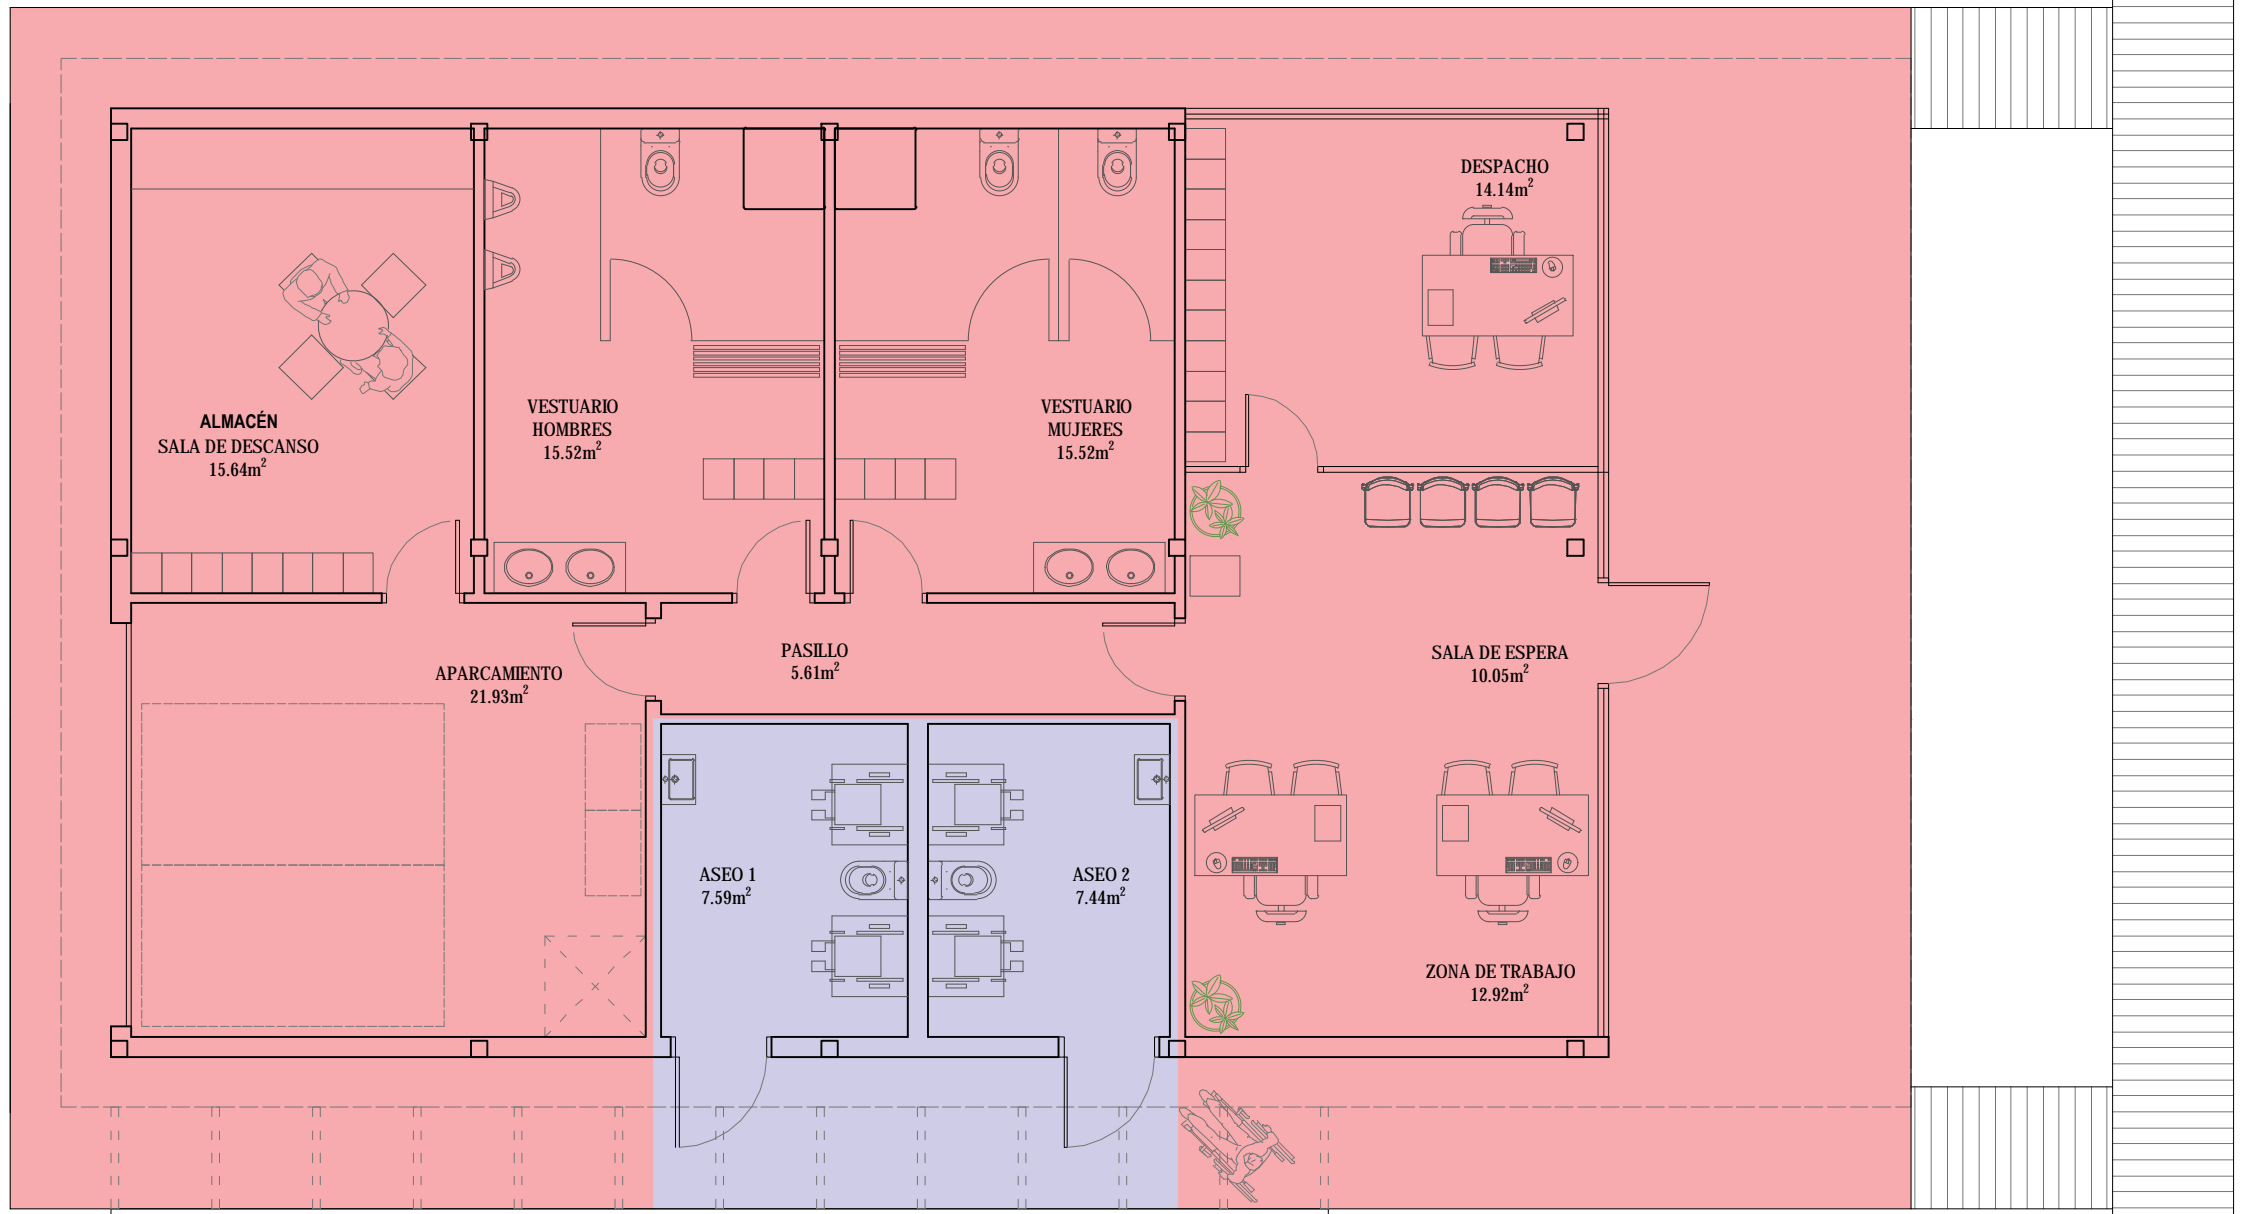 DESPACHO
14.14m²
ALMACÉN
SALA DE DESCANSO
15.64m²
VESTUARIO
HOMBRES
15.52m²
VESTUARIO
MUJERES
15.52m²
APARCAMIENTO
21.93m²
PASILLO
5.61m²
SALA DE ESPERA
10.05m²
ASEO 1
7.59m²
ASEO 2
7.44m²
ZONA DE TRABAJO
12.92m²